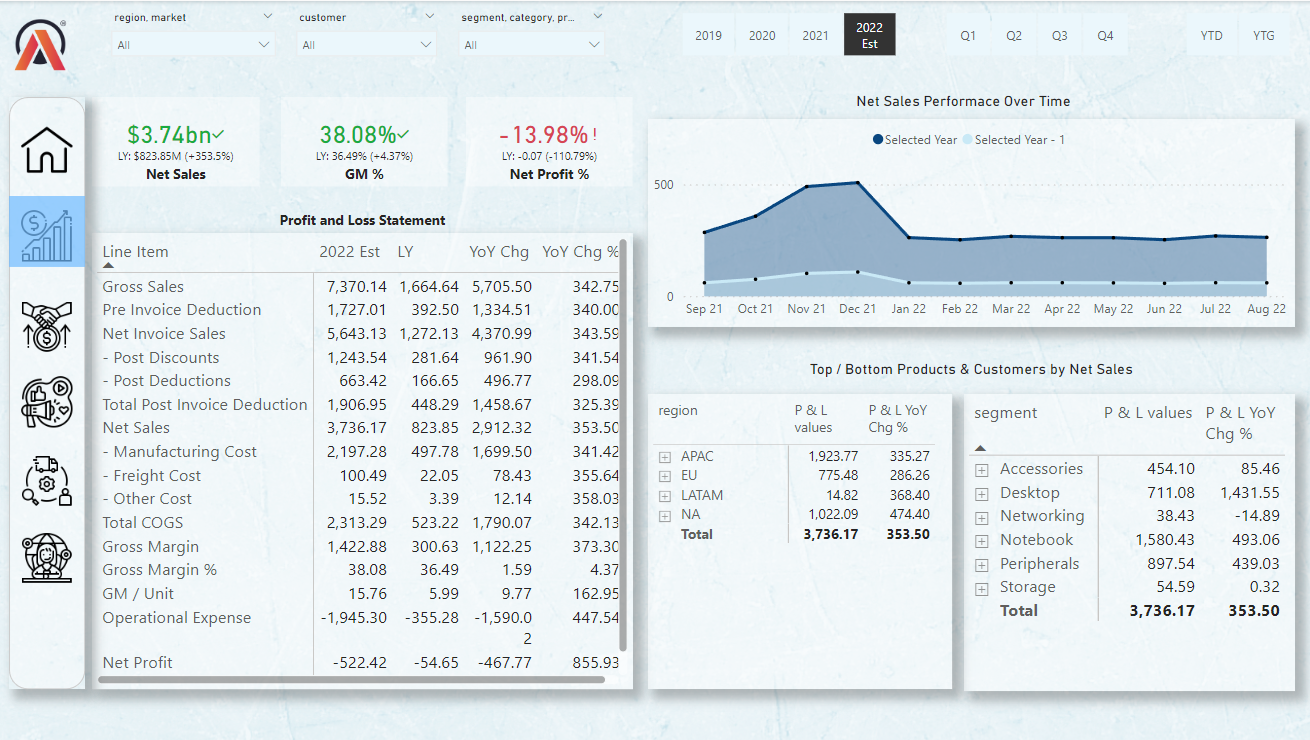 region, market
customer
segment, category, pr...
All
All
All
2019 2020 2021 2022 Est Q1 Q2 Q3 Q4 YTD YTG
$3.74bn
LY: $823.85M (+353.5%)
Net Sales
38.08%
LY: 36.49% (+4.37%)
GM %
-13.98% !
LY: -0.07 (-110.79%)
Net Profit %
Net Sales Performace Over Time
Selected Year Selected Year - 1
500
0
Sep 21 Oct 21 Nov 21 Dec 21 Jan 22 Feb 22 Mar 22 Apr 22 May 22 Jun 22 Jul 22 Aug 22
Profit and Loss Statement
Line Item 2022 Est LY YoY Chg YoY Chg %
Gross Sales 7,370.14 1,664.64 5,705.50 342.75
Pre Invoice Deduction 1,727.01 392.50 1,334.51 340.00
Net Invoice Sales 5,643.13 1,272.13 4,370.99 343.59
- Post Discounts 1,243.54 281.64 961.90 341.54
- Post Deductions 663.42 166.65 496.77 298.09
Total Post Invoice Deduction 1,906.95 448.29 1,458.67 325.39
Net Sales 3,736.17 823.85 2,912.32 353.50
- Manufacturing Cost 2,197.28 497.78 1,699.50 341.42
- Freight Cost 100.49 22.05 78.43 355.64
- Other Cost 15.52 3.39 12.14 358.03
Total COGS 2,313.29 523.22 1,790.07 342.13
Gross Margin 1,422.88 300.63 1,122.25 373.30
Gross Margin % 38.08 36.49 1.59 4.37
GM / Unit 15.76 5.99 9.77 162.95
Operational Expense -1,945.30 -355.28 -1,590.0 447.54
2
Net Profit -522.42 -54.65 -467.77 855.93
Top / Bottom Products & Customers by Net Sales
region P & L values P & L YoY Chg %
APAC 1,923.77 335.27
EU 775.48 286.26
LATAM 14.82 368.40
NA 1,022.09 474.40
Total 3,736.17 353.50
segment P & L values P & L YoY Chg %
Accessories 454.10 85.46
Desktop 711.08 1,431.55
Networking 38.43 -14.89
Notebook 1,580.43 493.06
Peripherals 897.54 439.03
Storage 54.59 0.32
Total 3,736.17 353.50